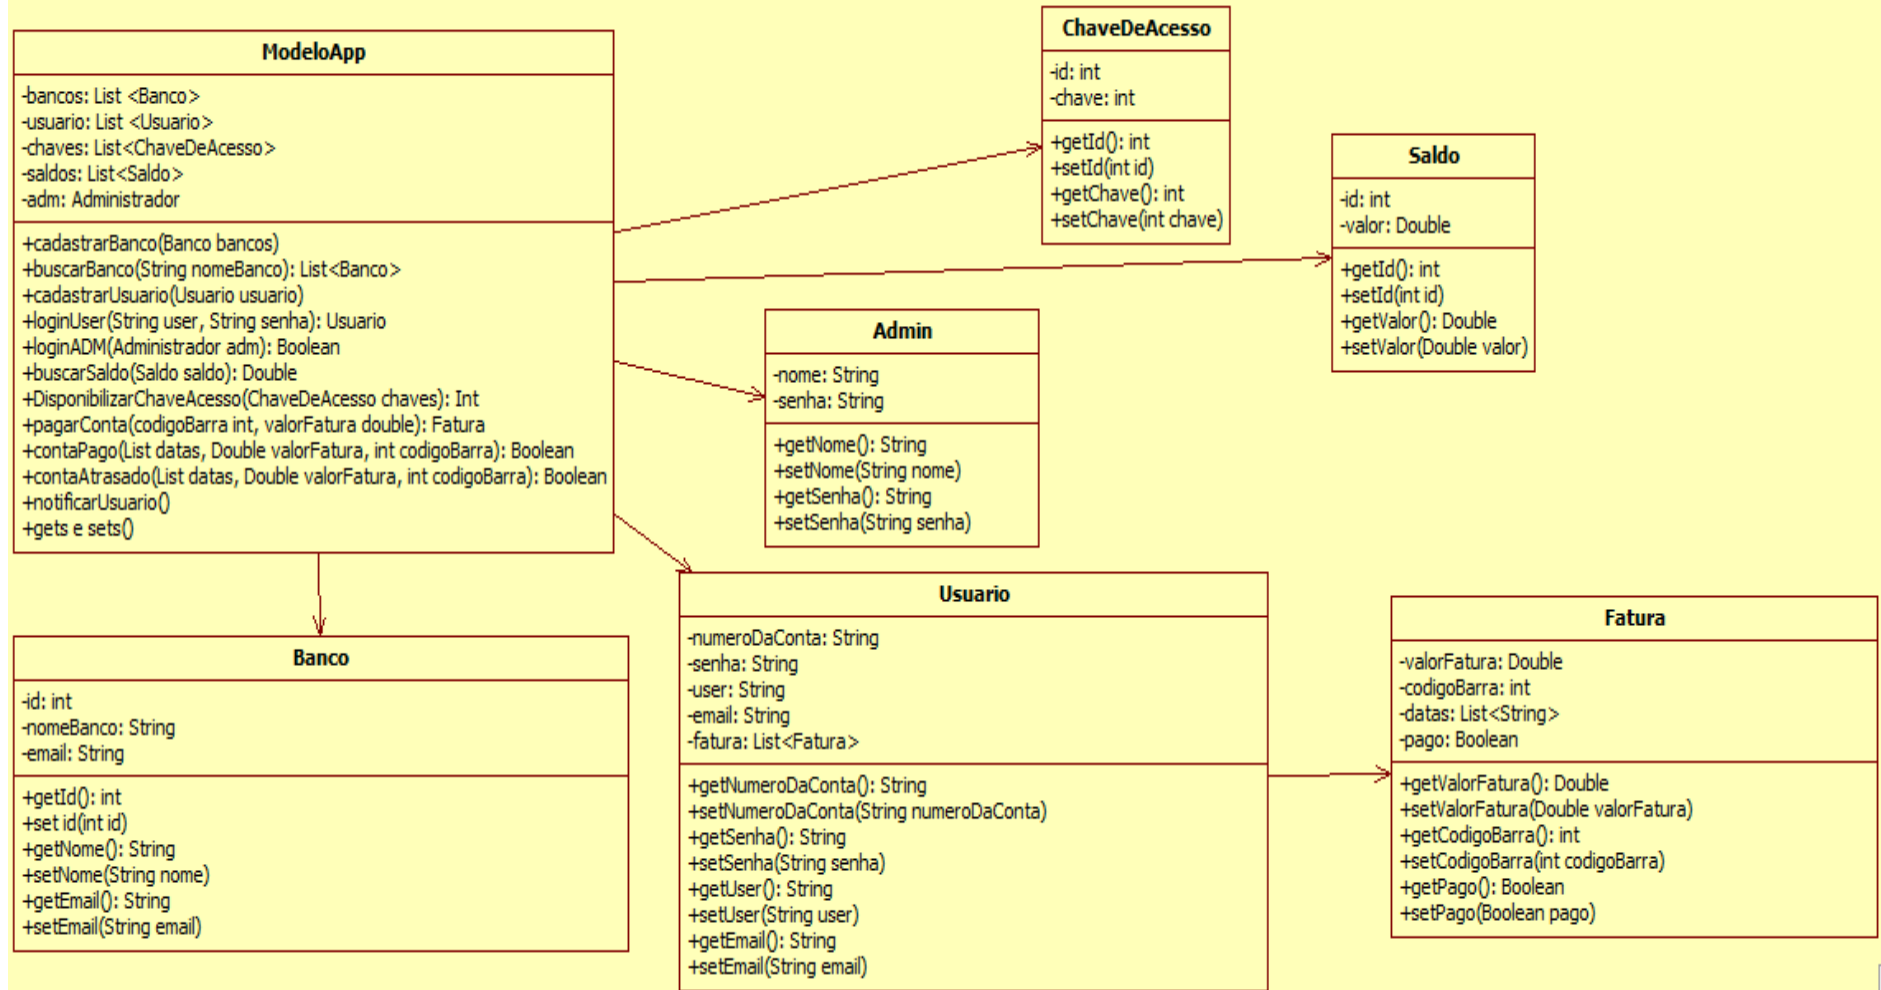 ModeloApp
-bancos: List <Banco>
-usuario: List <Usuario>
-chaves: List<ChaveDeAcesso>
-saldos: List<Saldo>
-adm: Administrador
+cadastrarBanco(Banco bancos)
+buscarBanco(String nomeBanco): List<Banco>
+cadastrarUsuario(Usuario usuario)
+loginUser(String user, String senha): Usuario
+loginADM(Administrador adm): Boolean
+buscarSaldo(Saldo saldo): Double
+DisponibilizarChaveAcesso(ChaveDeAcesso chaves): Int
+pagarConta(codigoBarra int, valorFatura double): Fatura
+contaPago(List datas, Double valorFatura, int codigoBarra): Boolean
+contaAtrasado(List datas, Double valorFatura, int codigoBarra): Boolean
+notificarUsuario()
+gets e sets()
ChaveDeAcesso
-id: int
-chave: int
+getId(): int
+setId(int id)
+getChave(): int
+setChave(int chave)
Saldo
-id: int
-valor: Double
+getId(): int
+setId(int id)
+getValor(): Double
+setValor(Double valor)
Admin
-nome: String
-senha: String
+getNome(): String
+setNome(String nome)
+getSenha(): String
+setSenha(String senha)
Banco
-id: int
-nomeBanco: String
-email: String
+getId(): int
+set id(int id)
+getNome(): String
+setNome(String nome)
+getEmail(): String
+setEmail(String email)
Usuario
-numeroDaConta: String
-senha: String
-user: String
-email: String
-fatura: List<Fatura>
+getNumeroDaConta(): String
+setNumeroDaConta(String numeroDaConta)
+getSenha(): String
+setSenha(String senha)
+getUser(): String
+setUser(String user)
+getEmail(): String
+setEmail(String email)
Fatura
-valorFatura: Double
-codigoBarra: int
-datas: List<String>
-pago: Boolean
+getValorFatura(): Double
+setValorFatura(Double valorFatura)
+getCodigoBarra(): int
+setCodigoBarra(int codigoBarra)
+getPago(): Boolean
+setPago(Boolean pago)